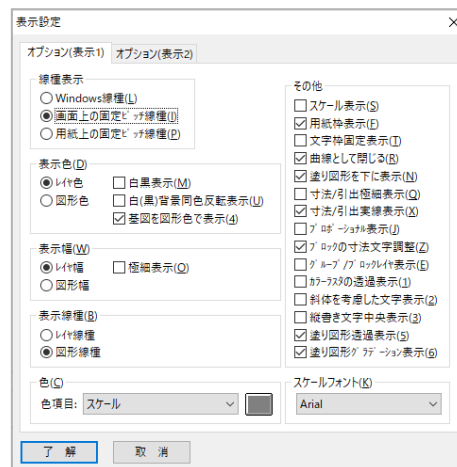 表示設定
オプション(表示1) オプション(表示2)
線種表示
Windows線種(L)
画面上の固定ﾋﾟｯﾁ線種(I)
用紙上の固定ﾋﾟｯﾁ線種(P)
表示色(D)
ﾚｲﾔ色 白黒表示(M)
図形色 白(黒)背景同色反転表示(U)
基図を図形色で表示(4)
表示幅(W)
ﾚｲﾔ幅 極細表示(O)
図形幅
表示線種(B)
ﾚｲﾔ線種
図形線種
色(C)
色項目: スケール
その他
スケール表示(S)
用紙枠表示(F)
文字枠固定表示(T)
曲線として閉じる(R)
塗り図形を下に表示(N)
寸法/引出極細表示(Q)
寸法/引出実線表示(X)
ﾌﾟﾛﾎﾟｰｼｮﾅﾙ表示(J)
ﾌﾞﾛｯｸの寸法文字調整(Z)
ｸﾞﾙｰﾌﾟ/ﾌﾞﾛｯｸﾚｲﾔ表示(E)
ｶﾗｰﾗｽﾀの透過表示(1)
斜体を考慮した文字表示(2)
縦書き文字中央表示(3)
塗り図形透過表示(5)
塗り図形ｸﾞﾗﾃﾞｰｼｮﾝ表示(6)
スケールフォント(K)
Arial
了 解 取 消